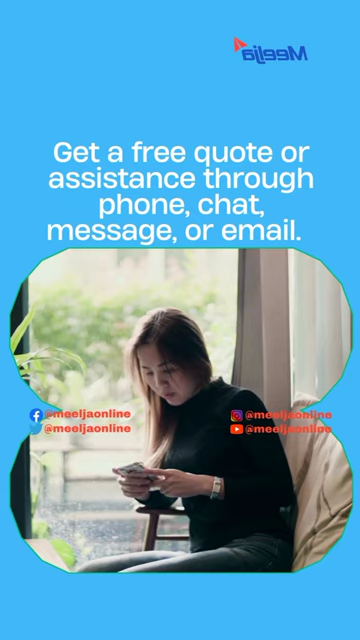 Meelja
Get a free quote or
assistance through
phone, chat,
message, or email.
@meeljaonline @meeljaonline
@meeljaonline @meeljaonline